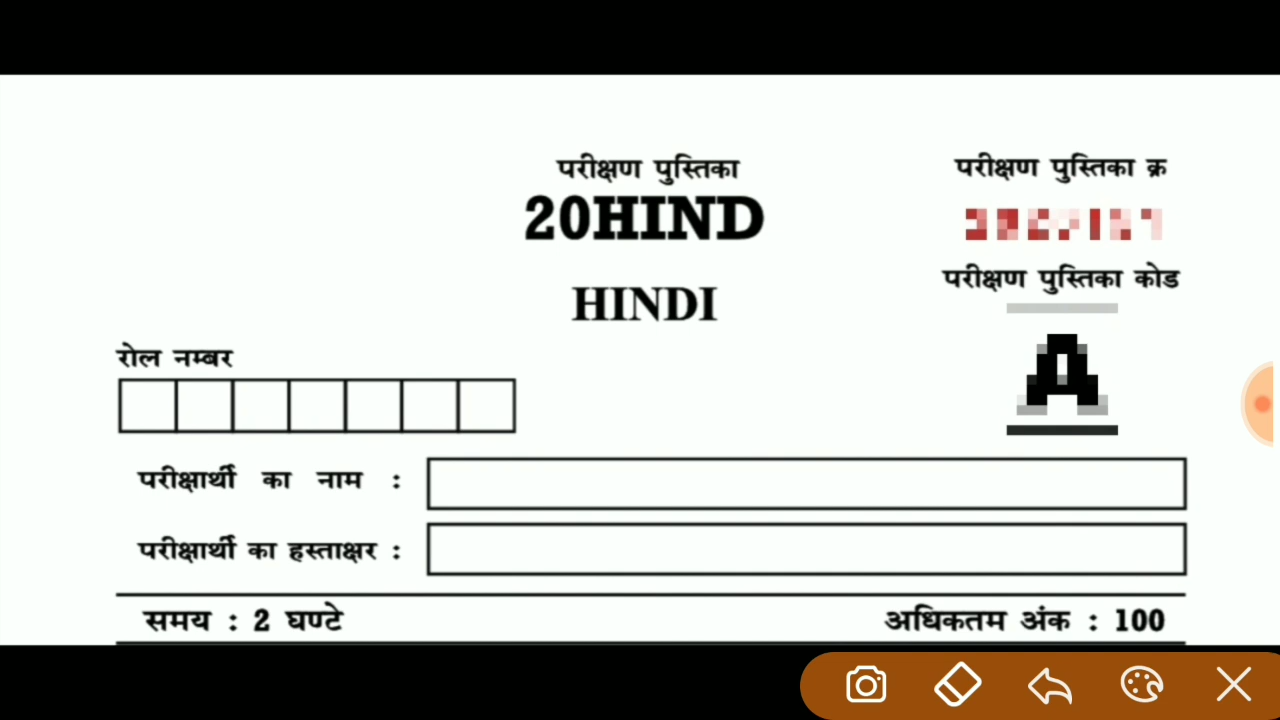 परीक्षण पुस्तिका
20HIND
HINDI
परीक्षण पुस्तिका क्र
परीक्षण पुस्तिका कोड
A
रोल नम्बर
परीक्षार्थी का नाम :
परीक्षार्थी का हस्ताक्षर :
समय : 2 घण्टे
अधिकतम अंक : 100